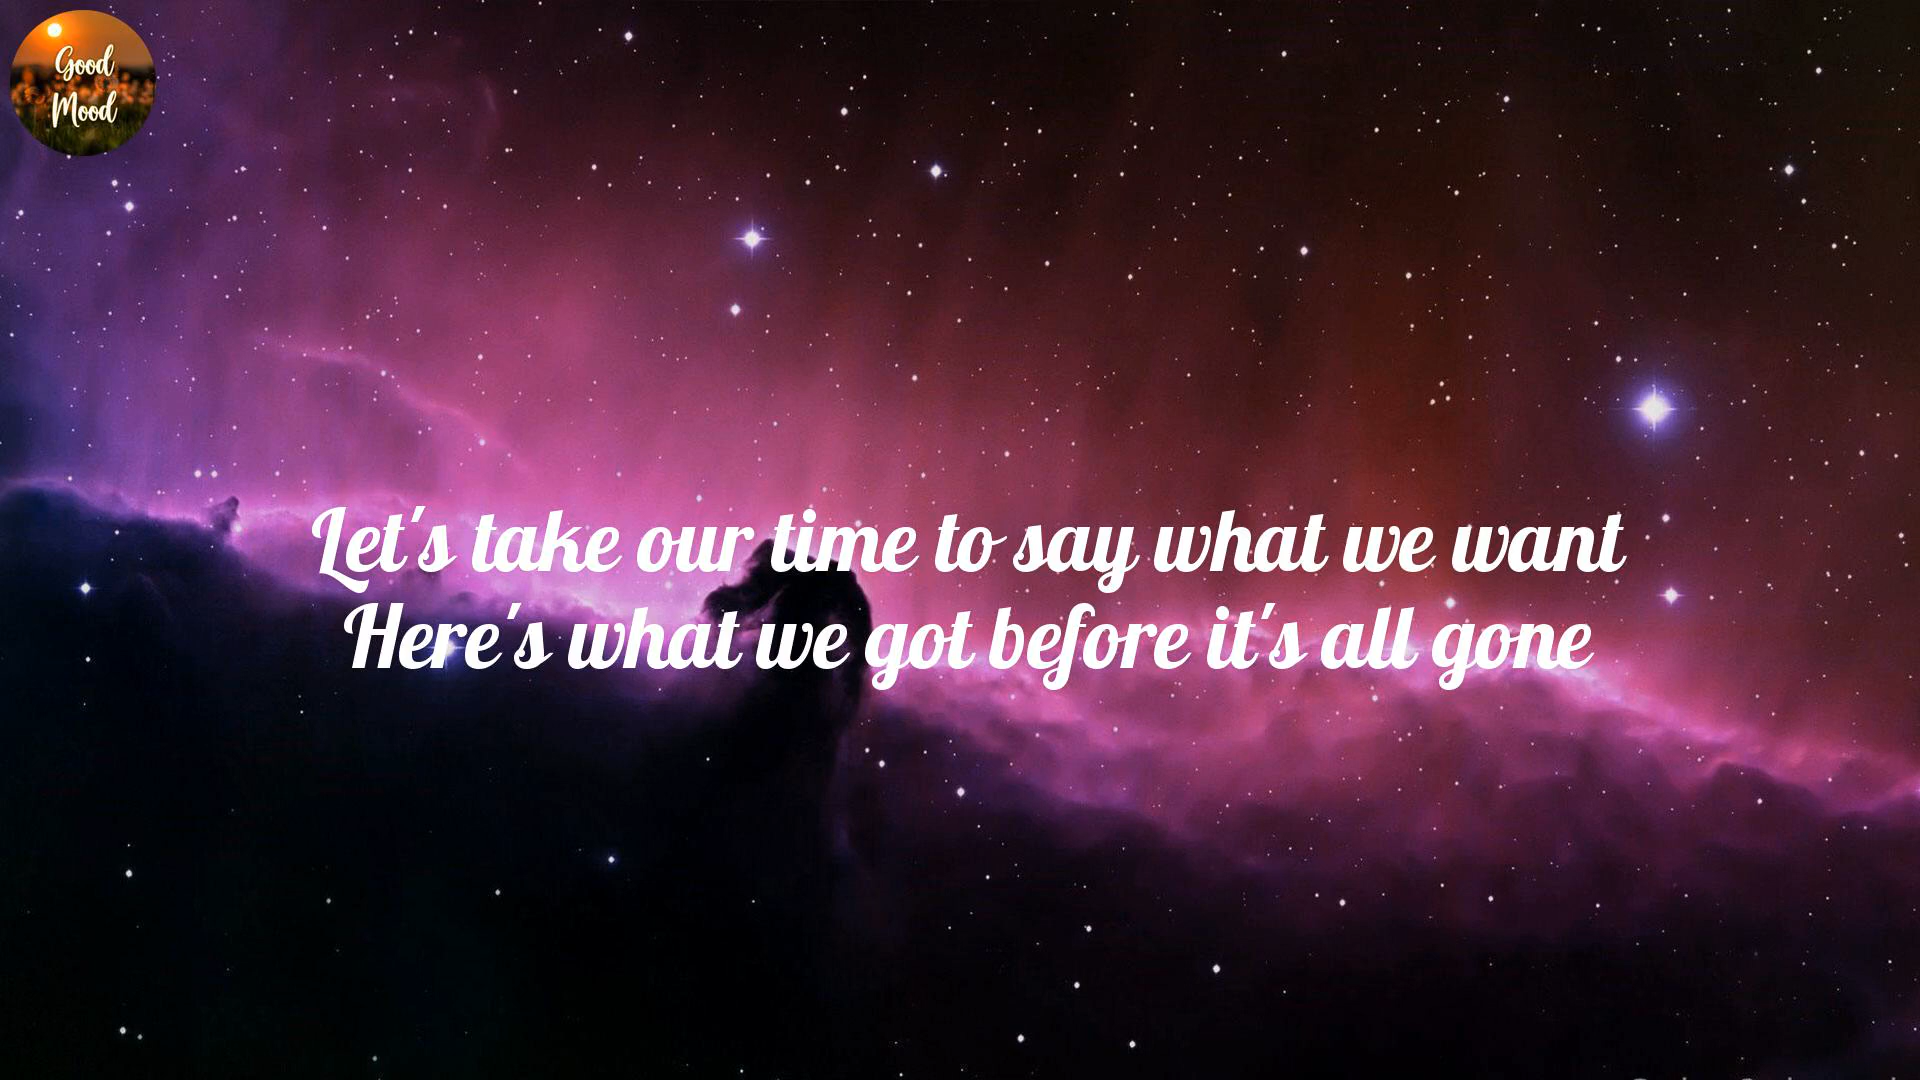 Good
Mood
Let's take our time to say what we want
Here's what we got before it's all gone